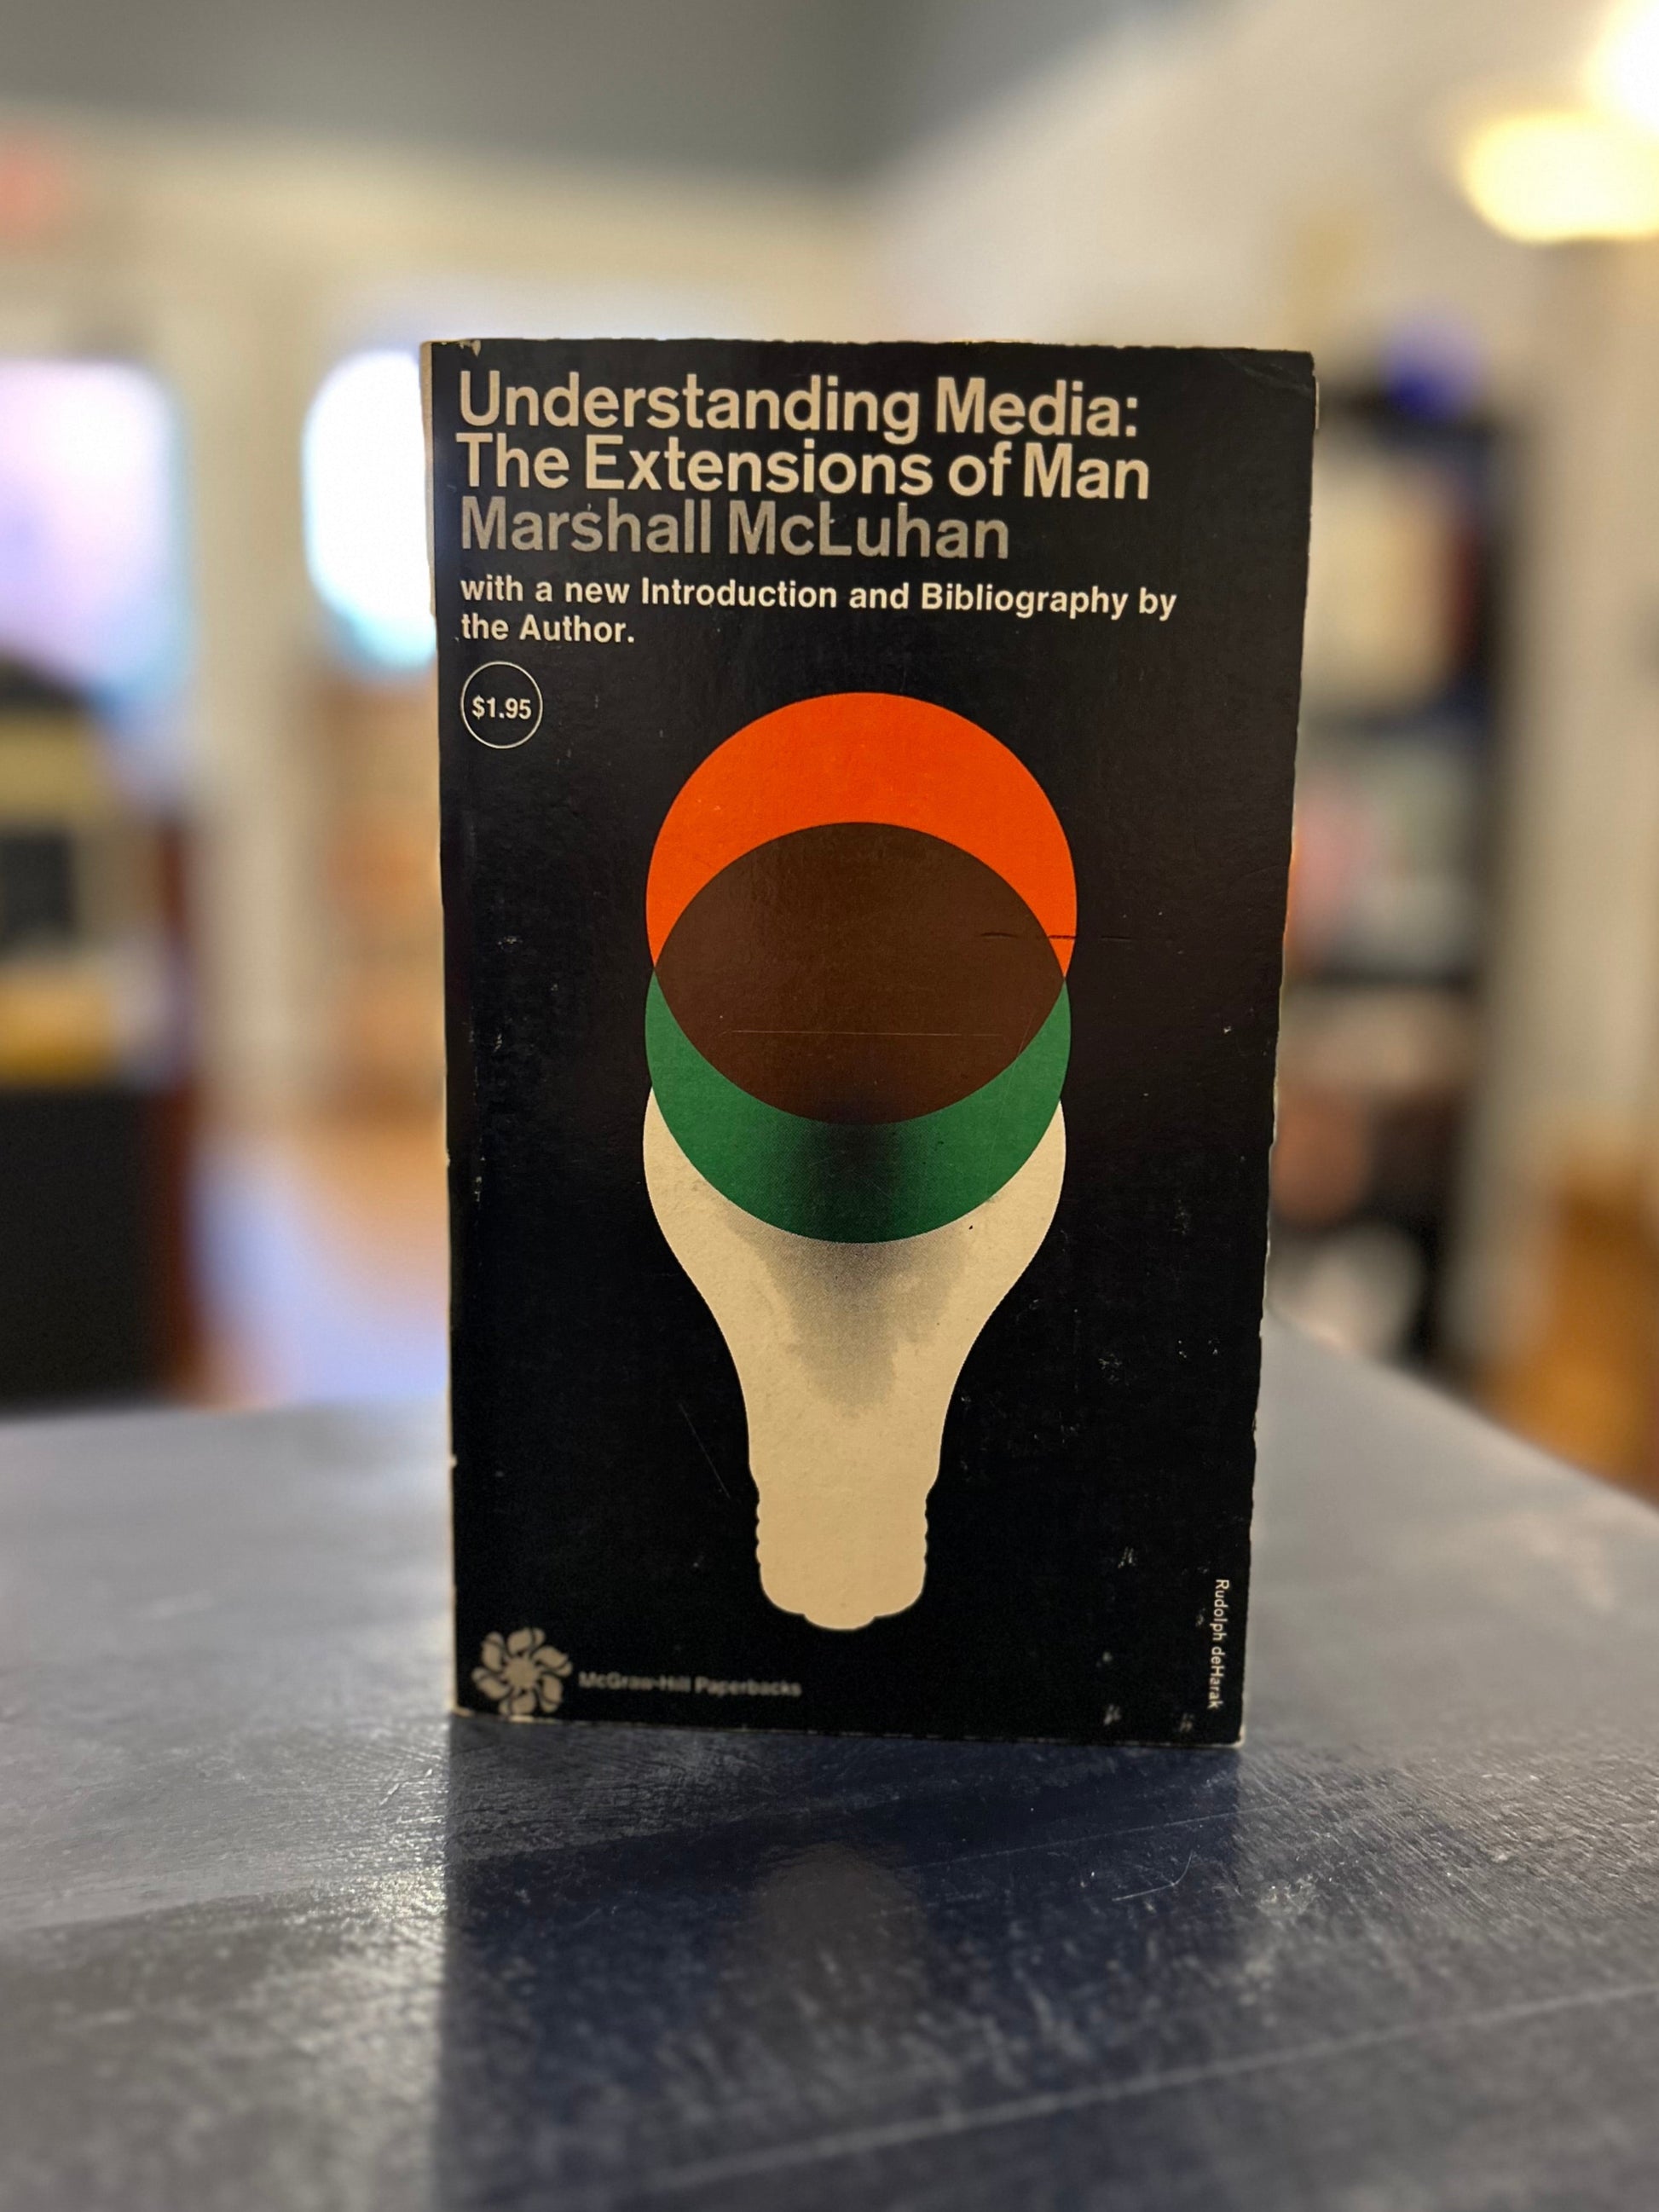 Understanding Media:
The Extensions of Man
Marshall McLuhan
with a new Introduction and Bibliography by
the Author.
$1.95
McGraw-Hill Paperbacks
Rudolph deHarak